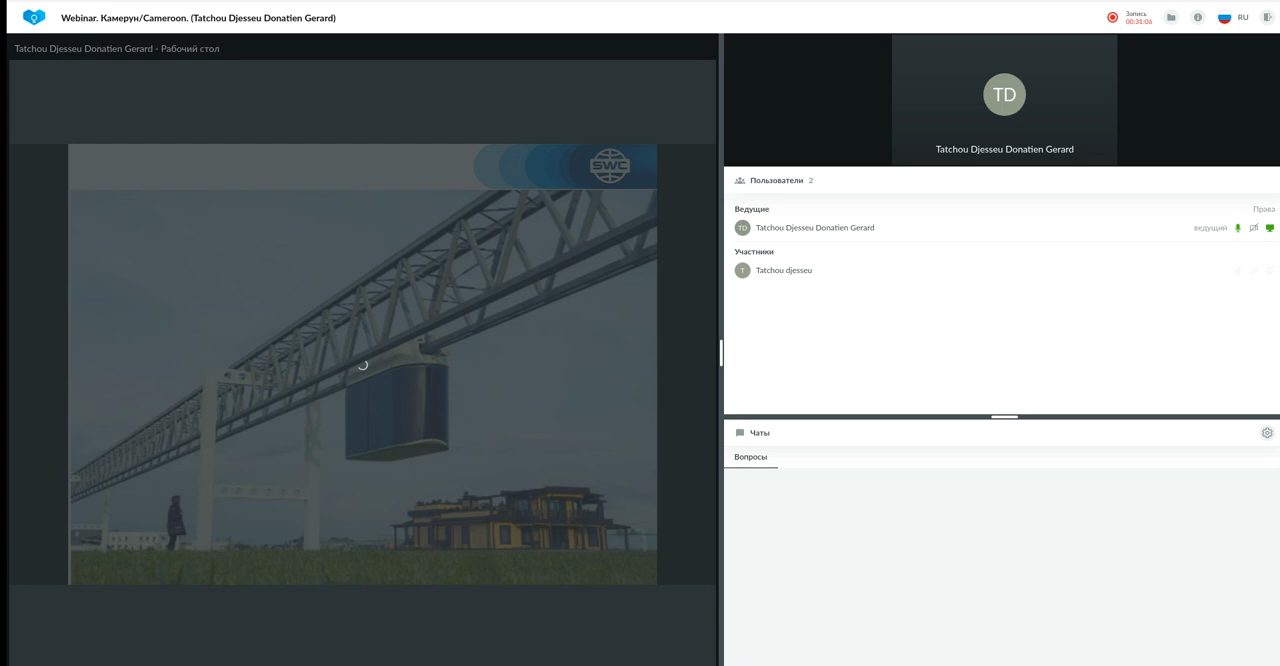 Webinar. Камерун/Cameroon. (Tatchou Djesseu Donatien Gerard)
Запись
00:31:06
RU
Tatchou Djesseu Donatien Gerard - Рабочий стол
SWC
TD
Tatchou Djesseu Donatien Gerard
Пользователи 2
Ведущие Права
TD Tatchou Djesseu Donatien Gerard ведущий
Участники
T Tatchou djesseu
Чаты
Вопросы